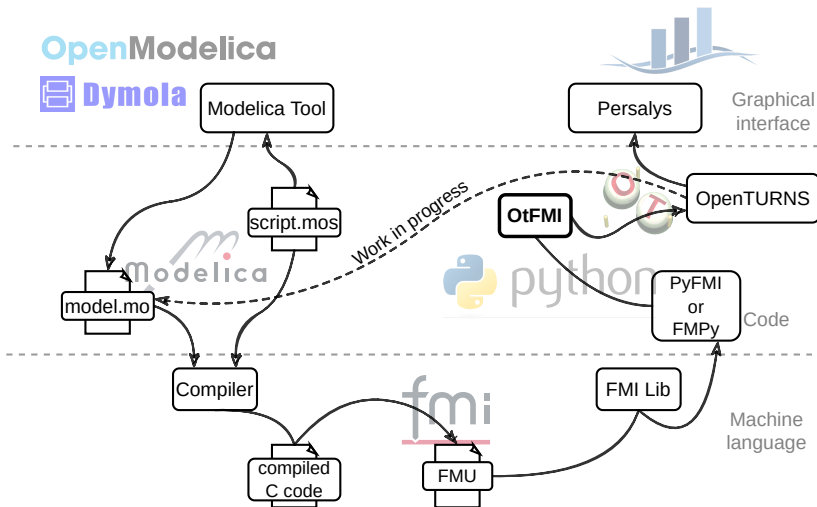 OpenModelica
Dymola
Modelica Tool
Persalys
Graphical
interface
script.mos
Work in progress
OT
OpenTURNS
OtFMI
Modelica
python
model.mo
PyFMI
or
FMPy
Code
Compiler
fmi
FMI Lib
Machine
language
compiled
C code
FMU